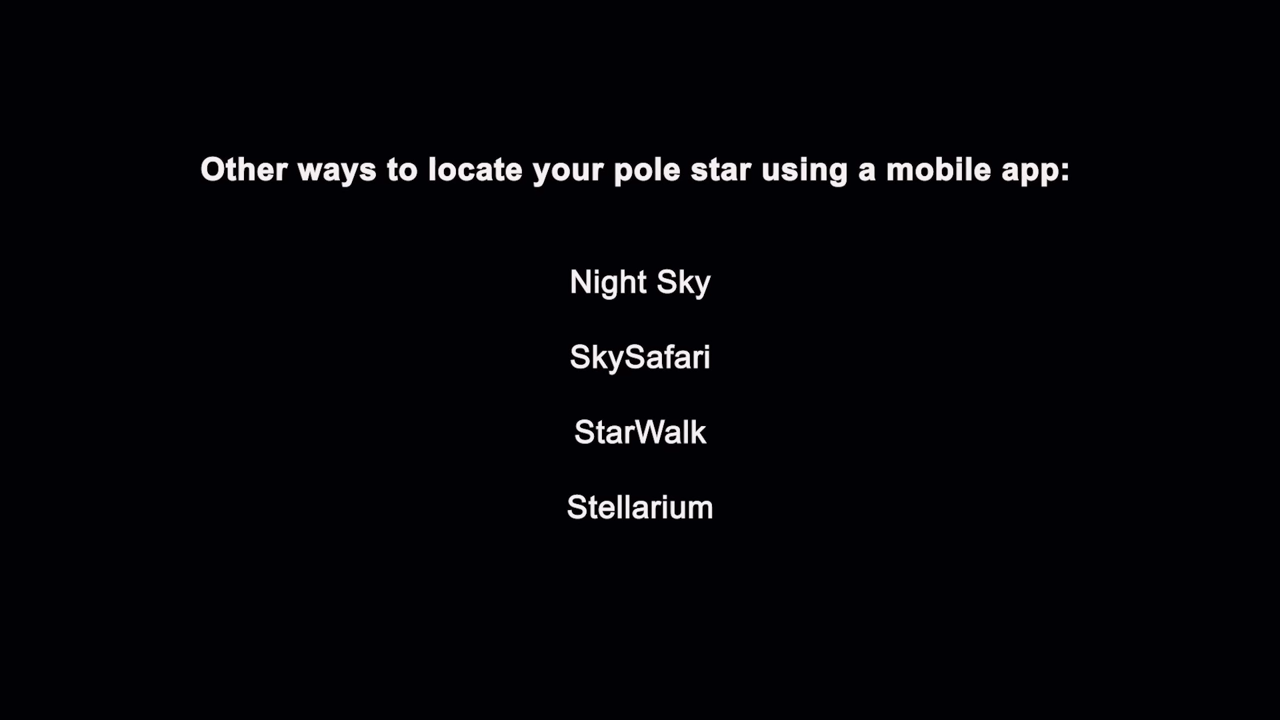 Other ways to locate your pole star using a mobile app:
Night Sky
SkySafari
StarWalk
Stellarium